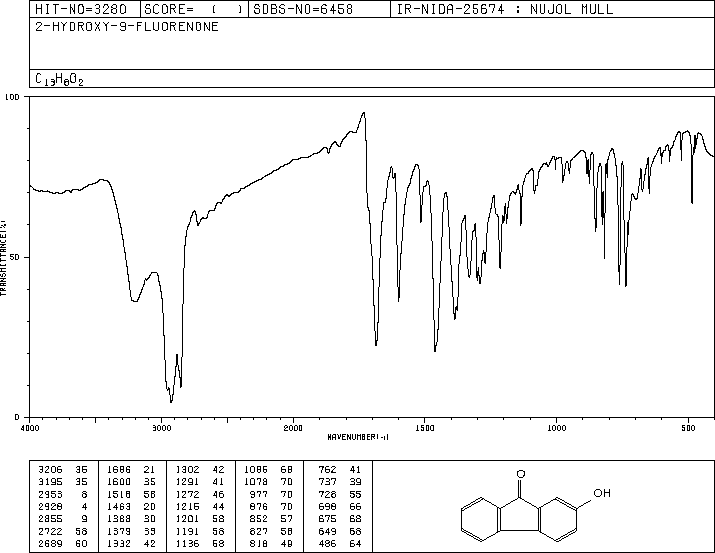 HIT-NO=3280 SCORE= ( ) SDBS-NO=6458 IR-NIDA-25674 : NUJOL MULL
2-HYDROXY-9-FLUORENONE
C13H8O2
100
50
0
TRANSMITTANCE(%)
4000 3000 2000 1500 1000 500
WAVENUMBER(-1)
3206 35 1686 21 1302 42 1086 68 762 41
3195 35 1600 35 1291 41 1078 70 737 39
2953 8 1518 58 1272 46 977 70 728 55
2928 4 1463 20 1215 44 876 70 698 66
2855 9 1388 30 1201 58 852 57 675 68
2722 58 1379 39 1191 58 827 58 649 58
2689 60 1332 42 1136 58 818 49 486 64
O
OH